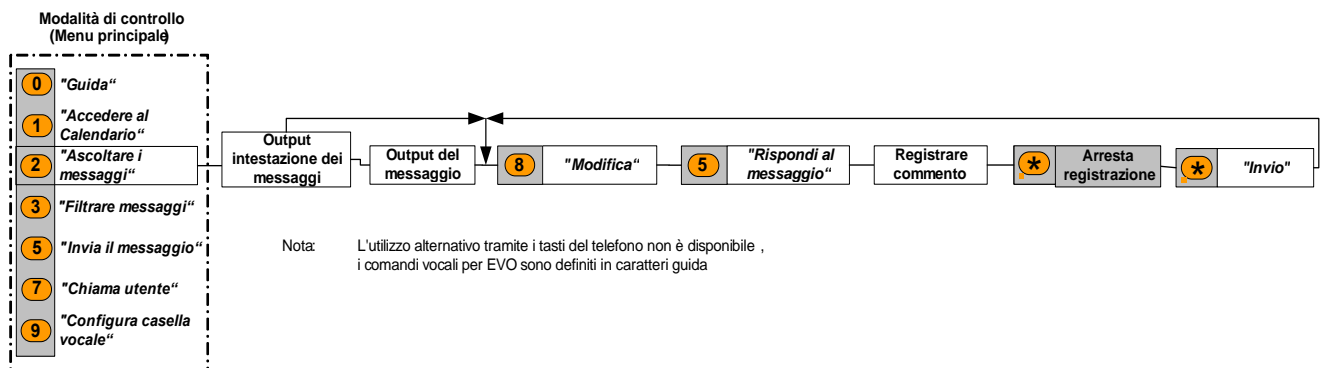 Modalità di controllo
(Menu principale)
0 "Guida“
1 "Accedere al
Calendario“
2 "Ascoltare i
messaggi“
3 "Filtrare messaggi“
5 "Invia il messaggio“
7 "Chiama utente“
9 "Configura casella
vocale“
Output
intestazione dei
messaggi
Output del
messaggio
8 "Modifica“
5 "Rispondi al
messaggio“
Registrare
commento
* Arresta
registrazione
* "Invio"
Nota: L'utilizzo alternativo tramite i tasti del telefono non è disponibile ,
i comandi vocali per EVO sono definiti in caratteri guida